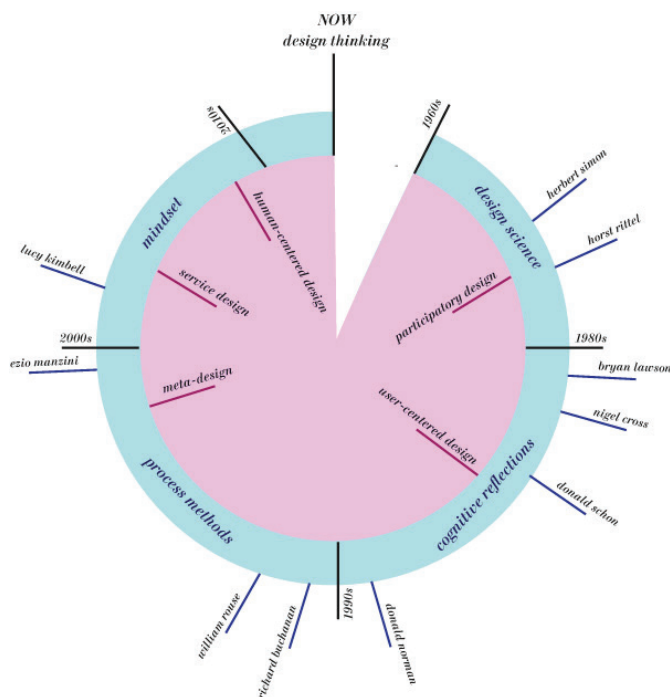 NOW
design thinking
1960s
herbert simon
design science
horst rittel
participatory design
1980s
bryan lawson
nigel cross
user-centered design
donald schon
cognitive reflections
donald norman
1990s
richard buchanan
william rouse
process methods
meta-design
ezio manzini
2000s
lucy kimbell
service design
mindset
human-centered design
2010s